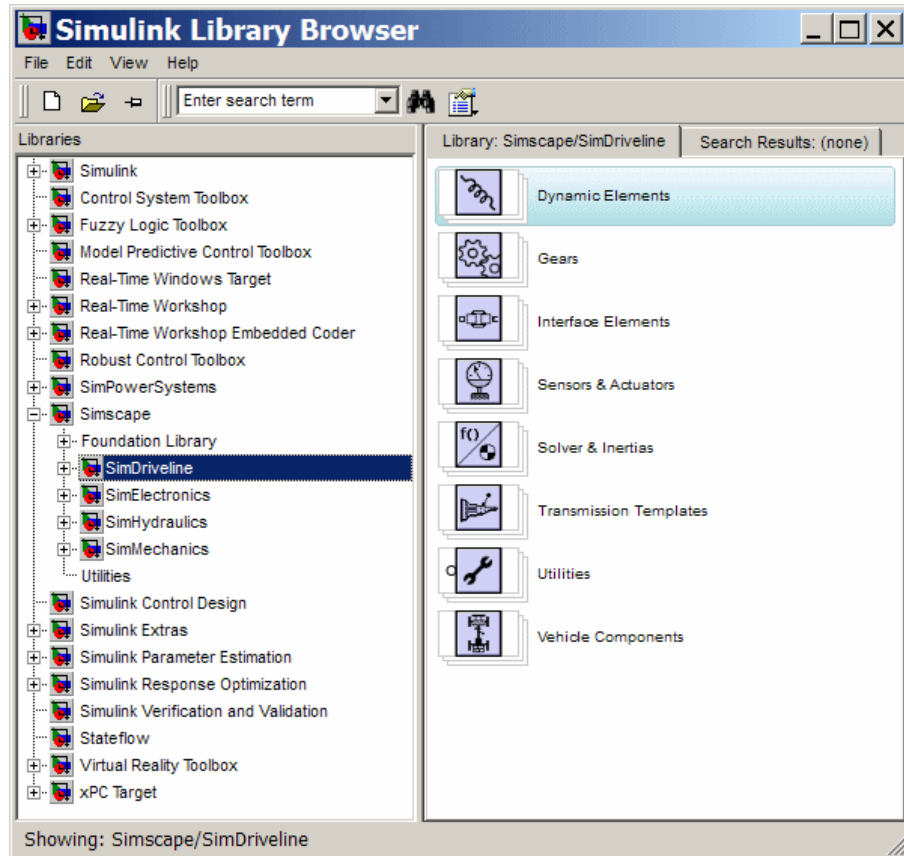 Simulink Library Browser
File Edit View Help
Enter search term
Libraries
Library: Simscape/SimDriveline
Search Results: (none)
Simulink
Control System Toolbox
Fuzzy Logic Toolbox
Model Predictive Control Toolbox
Real-Time Windows Target
Real-Time Workshop
Real-Time Workshop Embedded Coder
Robust Control Toolbox
SimPowerSystems
Simscape
Foundation Library
SimDriveline
SimElectronics
SimHydraulics
SimMechanics
Utilities
Simulink Control Design
Simulink Extras
Simulink Parameter Estimation
Simulink Response Optimization
Simulink Verification and Validation
Stateflow
Virtual Reality Toolbox
xPC Target
Dynamic Elements
Gears
Interface Elements
Sensors & Actuators
f()
Solver & Inertias
Transmission Templates
Utilities
Vehicle Components
Showing: Simscape/SimDriveline